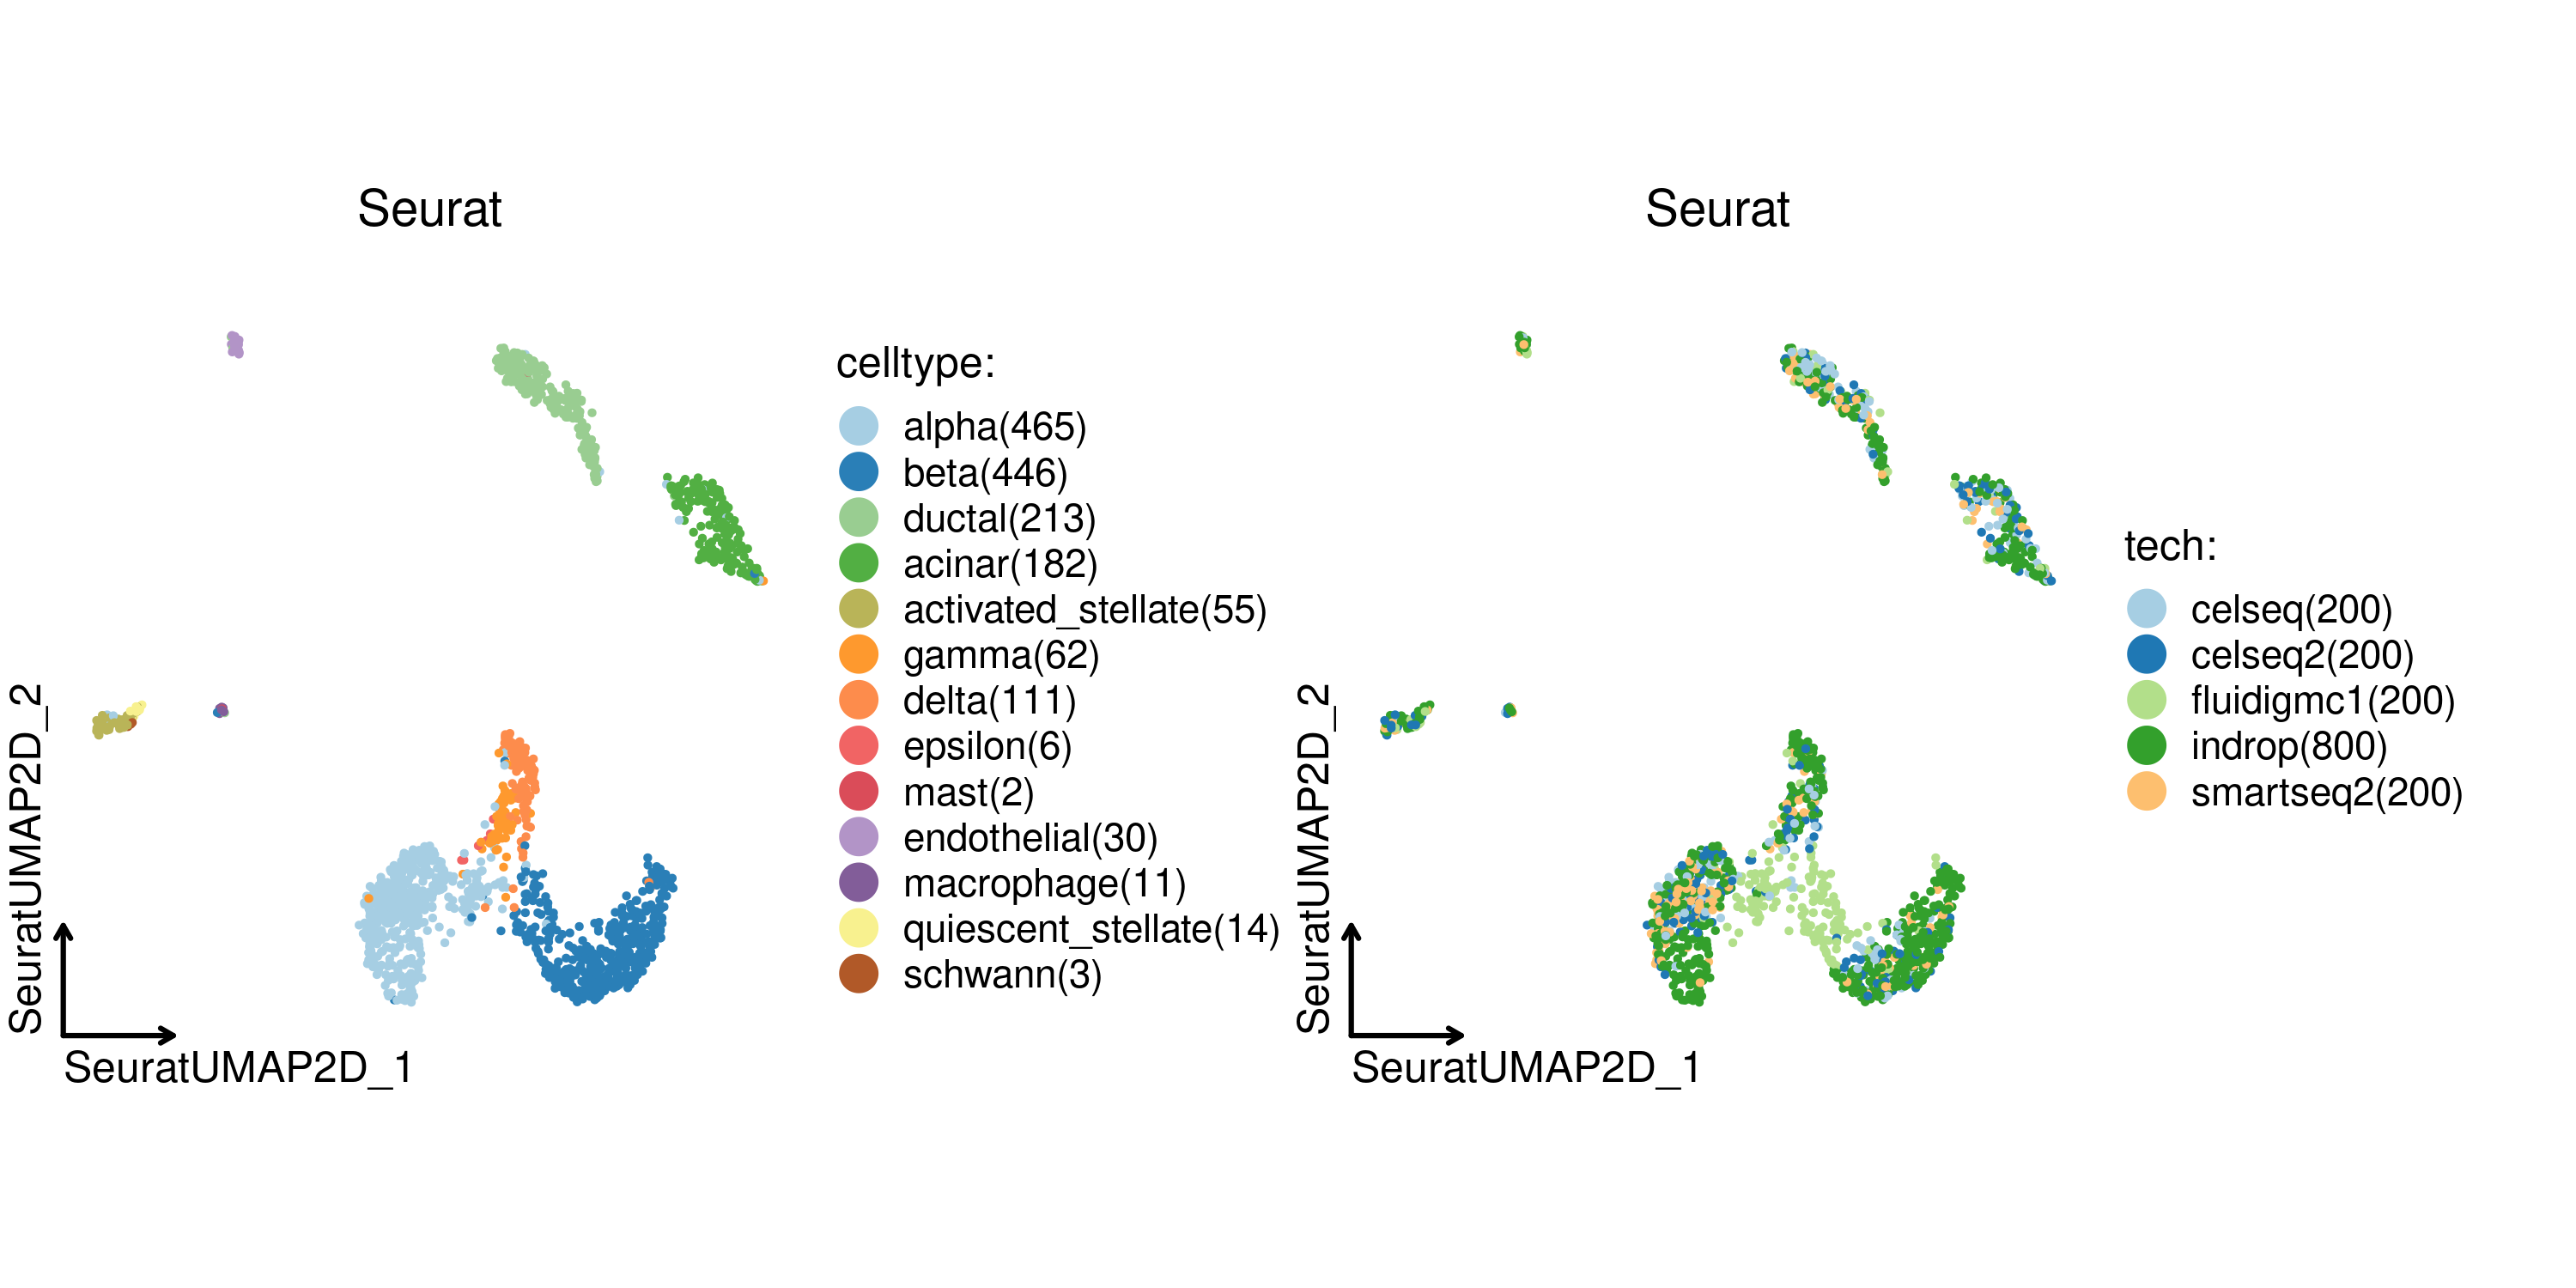 Seurat
celltype:
alpha(465)
beta(446)
ductal(213)
acinar(182)
activated_stellate(55)
gamma(62)
delta(111)
epsilon(6)
mast(2)
endothelial(30)
macrophage(11)
quiescent_stellate(14)
schwann(3)
SeuratUMAP2D_2
SeuratUMAP2D_1
Seurat
tech:
celseq(200)
celseq2(200)
fluidigmc1(200)
indrop(800)
smartseq2(200)
SeuratUMAP2D_2
SeuratUMAP2D_1